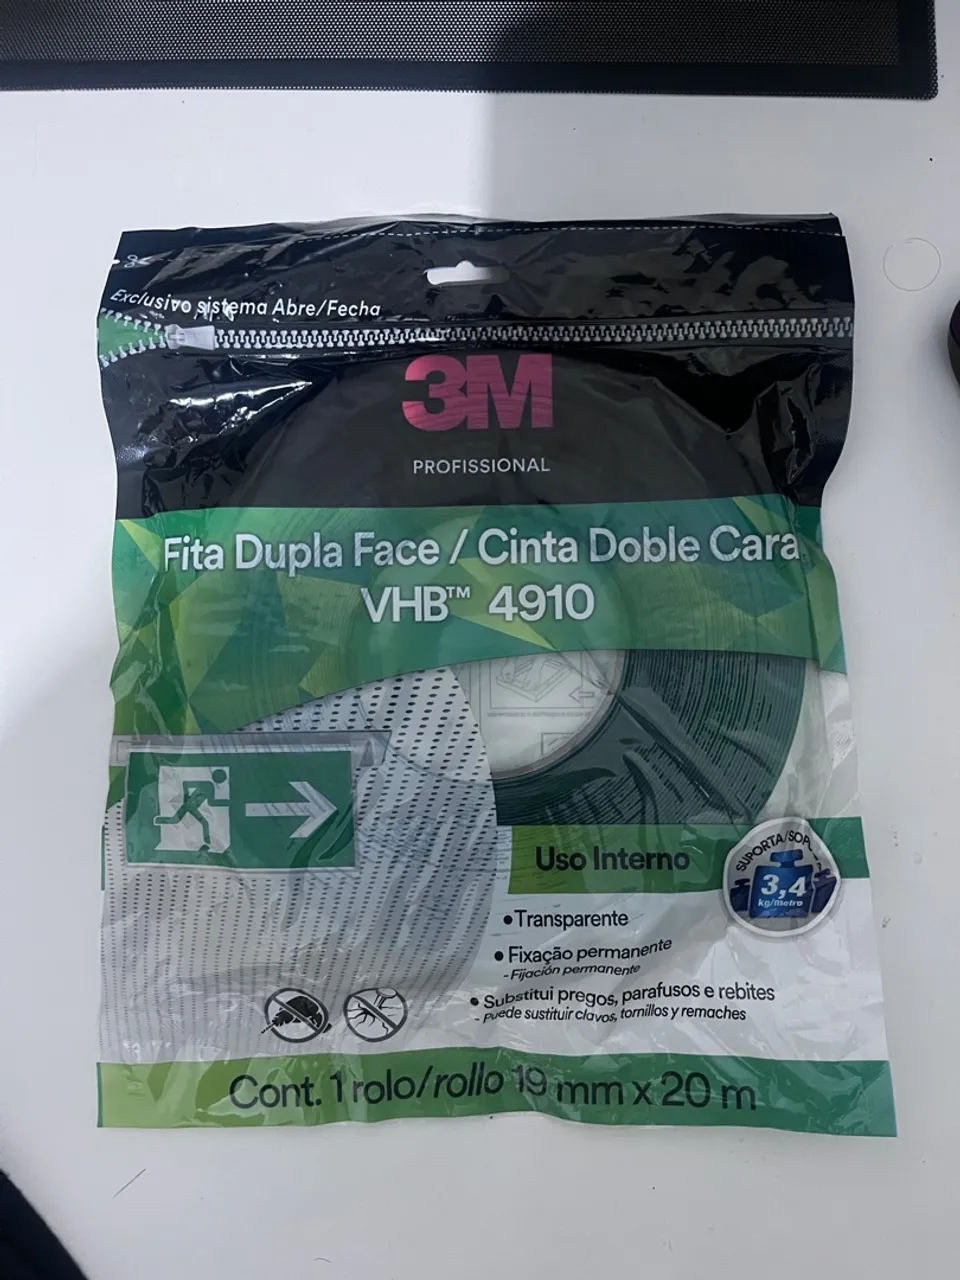 Exclusivo sistema Abre/Fecha
3M
PROFISSIONAL
Fita Dupla Face / Cinta Doble Cara
VHB™ 4910
Uso Interno
SUPORTA/SOPO
3,4
kg/metro
•Transparente
• Fixação permanente
- Fijación permanente
• Substitui pregos, parafusos e rebites
- Puede sustituir clavos, tornillos y remaches
Cont. 1 rolo/rollo 19 mm x 20 m